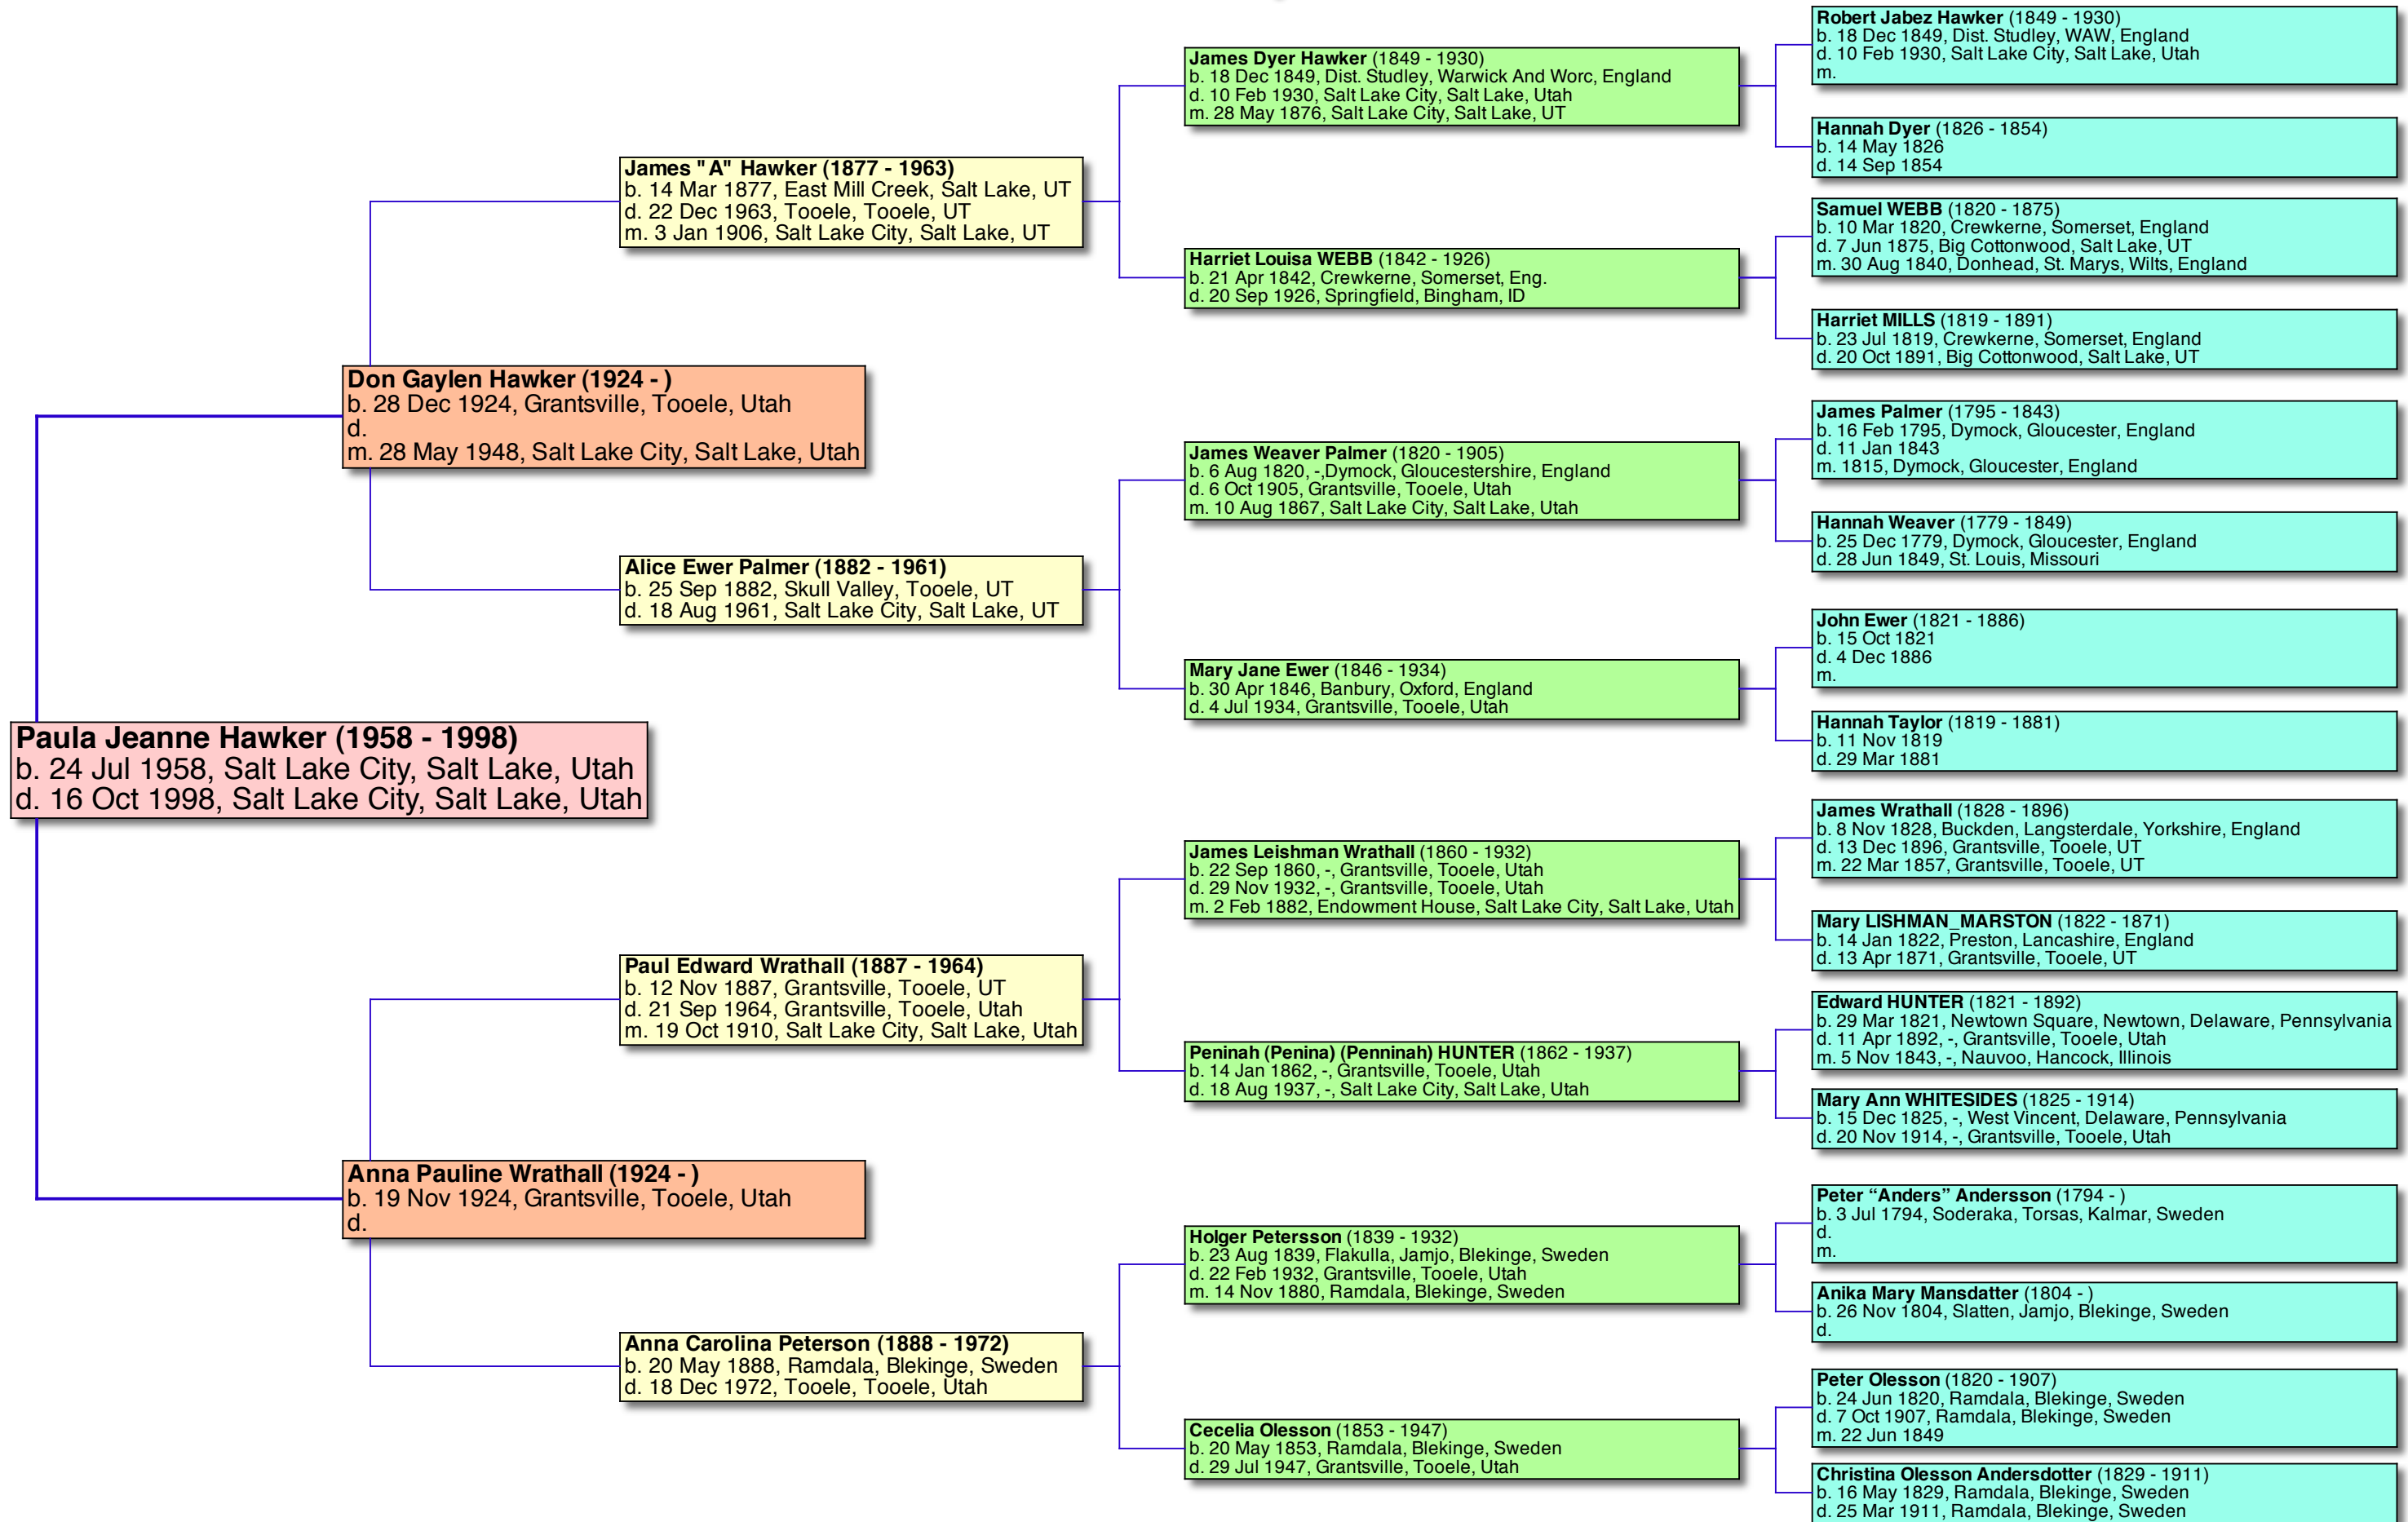 Paula Jeanne Hawker (1958 - 1998)
b. 24 Jul 1958, Salt Lake City, Salt Lake, Utah
d. 16 Oct 1998, Salt Lake City, Salt Lake, Utah
Don Gaylen Hawker (1924 - )
b. 28 Dec 1924, Grantsville, Tooele, Utah
d.
m. 28 May 1948, Salt Lake City, Salt Lake, Utah
Anna Pauline Wrathall (1924 - )
b. 19 Nov 1924, Grantsville, Tooele, Utah
d.
James "A" Hawker (1877 - 1963)
b. 14 Mar 1877, East Mill Creek, Salt Lake, UT
d. 22 Dec 1963, Tooele, Tooele, UT
m. 3 Jan 1906, Salt Lake City, Salt Lake, UT
Alice Ewer Palmer (1882 - 1961)
b. 25 Sep 1882, Skull Valley, Tooele, UT
d. 18 Aug 1961, Salt Lake City, Salt Lake, UT
Paul Edward Wrathall (1887 - 1964)
b. 12 Nov 1887, Grantsville, Tooele, UT
d. 21 Sep 1964, Grantsville, Tooele, Utah
m. 19 Oct 1910, Salt Lake City, Salt Lake, Utah
Anna Carolina Peterson (1888 - 1972)
b. 20 May 1888, Ramdala, Blekinge, Sweden
d. 18 Dec 1972, Tooele, Tooele, Utah
James Dyer Hawker (1849 - 1930)
b. 18 Dec 1849, Dist. Studley, Warwick And Worc, England
d. 10 Feb 1930, Salt Lake City, Salt Lake, Utah
m. 28 May 1876, Salt Lake City, Salt Lake, UT
Harriet Louisa WEBB (1842 - 1926)
b. 21 Apr 1842, Crewkerne, Somerset, Eng.
d. 20 Sep 1926, Springfield, Bingham, ID
James Weaver Palmer (1820 - 1905)
b. 6 Aug 1820, -,Dymock, Gloucestershire, England
d. 6 Oct 1905, Grantsville, Tooele, Utah
m. 10 Aug 1867, Salt Lake City, Salt Lake, Utah
Mary Jane Ewer (1846 - 1934)
b. 30 Apr 1846, Banbury, Oxford, England
d. 4 Jul 1934, Grantsville, Tooele, Utah
James Leishman Wrathall (1860 - 1932)
b. 22 Sep 1860, -, Grantsville, Tooele, Utah
d. 29 Nov 1932, -, Grantsville, Tooele, Utah
m. 2 Feb 1882, Endowment House, Salt Lake City, Salt Lake, Utah
Peninah (Penina) (Penninah) HUNTER (1862 - 1937)
b. 14 Jan 1862, -, Grantsville, Tooele, Utah
d. 18 Aug 1937, -, Salt Lake City, Salt Lake, Utah
Holger Petersson (1839 - 1932)
b. 23 Aug 1839, Flakulla, Jamjo, Blekinge, Sweden
d. 22 Feb 1932, Grantsville, Tooele, Utah
m. 14 Nov 1880, Ramdala, Blekinge, Sweden
Cecelia Olesson (1853 - 1947)
b. 20 May 1853, Ramdala, Blekinge, Sweden
d. 29 Jul 1947, Grantsville, Tooele, Utah
Robert Jabez Hawker (1849 - 1930)
b. 18 Dec 1849, Dist. Studley, WAW, England
d. 10 Feb 1930, Salt Lake City, Salt Lake, Utah
m.
Hannah Dyer (1826 - 1854)
b. 14 May 1826
d. 14 Sep 1854
Samuel WEBB (1820 - 1875)
b. 10 Mar 1820, Crewkerne, Somerset, England
d. 7 Jun 1875, Big Cottonwood, Salt Lake, UT
m. 30 Aug 1840, Donhead, St. Marys, Wilts, England
Harriet MILLS (1819 - 1891)
b. 23 Jul 1819, Crewkerne, Somerset, England
d. 20 Oct 1891, Big Cottonwood, Salt Lake, UT
James Palmer (1795 - 1843)
b. 16 Feb 1795, Dymock, Gloucester, England
d. 11 Jan 1843
m. 1815, Dymock, Gloucester, England
Hannah Weaver (1779 - 1849)
b. 25 Dec 1779, Dymock, Gloucester, England
d. 28 Jun 1849, St. Louis, Missouri
John Ewer (1821 - 1886)
b. 15 Oct 1821
d. 4 Dec 1886
m.
Hannah Taylor (1819 - 1881)
b. 11 Nov 1819
d. 29 Mar 1881
James Wrathall (1828 - 1896)
b. 8 Nov 1828, Buckden, Langsterdale, Yorkshire, England
d. 13 Dec 1896, Grantsville, Tooele, UT
m. 22 Mar 1857, Grantsville, Tooele, UT
Mary LISHMAN_MARSTON (1822 - 1871)
b. 14 Jan 1822, Preston, Lancashire, England
d. 13 Apr 1871, Grantsville, Tooele, UT
Edward HUNTER (1821 - 1892)
b. 29 Mar 1821, Newtown Square, Newtown, Delaware, Pennsylvania
d. 11 Apr 1892, -, Grantsville, Tooele, Utah
m. 5 Nov 1843, -, Nauvoo, Hancock, Illinois
Mary Ann WHITESIDES (1825 - 1914)
b. 15 Dec 1825, -, West Vincent, Delaware, Pennsylvania
d. 20 Nov 1914, -, Grantsville, Tooele, Utah
Peter “Anders” Andersson (1794 - )
b. 3 Jul 1794, Soderaka, Torsas, Kalmar, Sweden
d.
m.
Anika Mary Mansdatter (1804 - )
b. 26 Nov 1804, Slatten, Jamjo, Blekinge, Sweden
d.
Peter Olesson (1820 - 1907)
b. 24 Jun 1820, Ramdala, Blekinge, Sweden
d. 7 Oct 1907, Ramdala, Blekinge, Sweden
m. 22 Jun 1849
Christina Olesson Andersdotter (1829 - 1911)
b. 16 May 1829, Ramdala, Blekinge, Sweden
d. 25 Mar 1911, Ramdala, Blekinge, Sweden